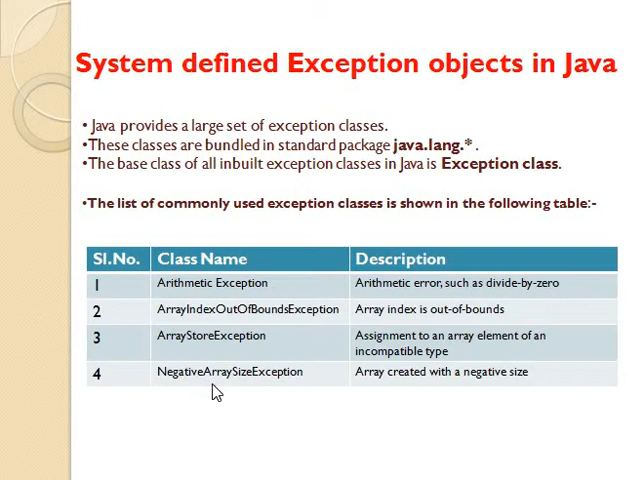 System defined Exception objects in Java
• Java provides a large set of exception classes.
•These classes are bundled in standard package java.lang.* .
•The base class of all inbuilt exception classes in Java is Exception class.
•The list of commonly used exception classes is shown in the following table:-
Sl.No. Class Name Description
1 Arithmetic Exception Arithmetic error, such as divide-by-zero
2 ArrayIndexOutOfBoundsException Array index is out-of-bounds
3 ArrayStoreException Assignment to an array element of an
incompatible type
4 NegativeArraySizeException Array created with a negative size